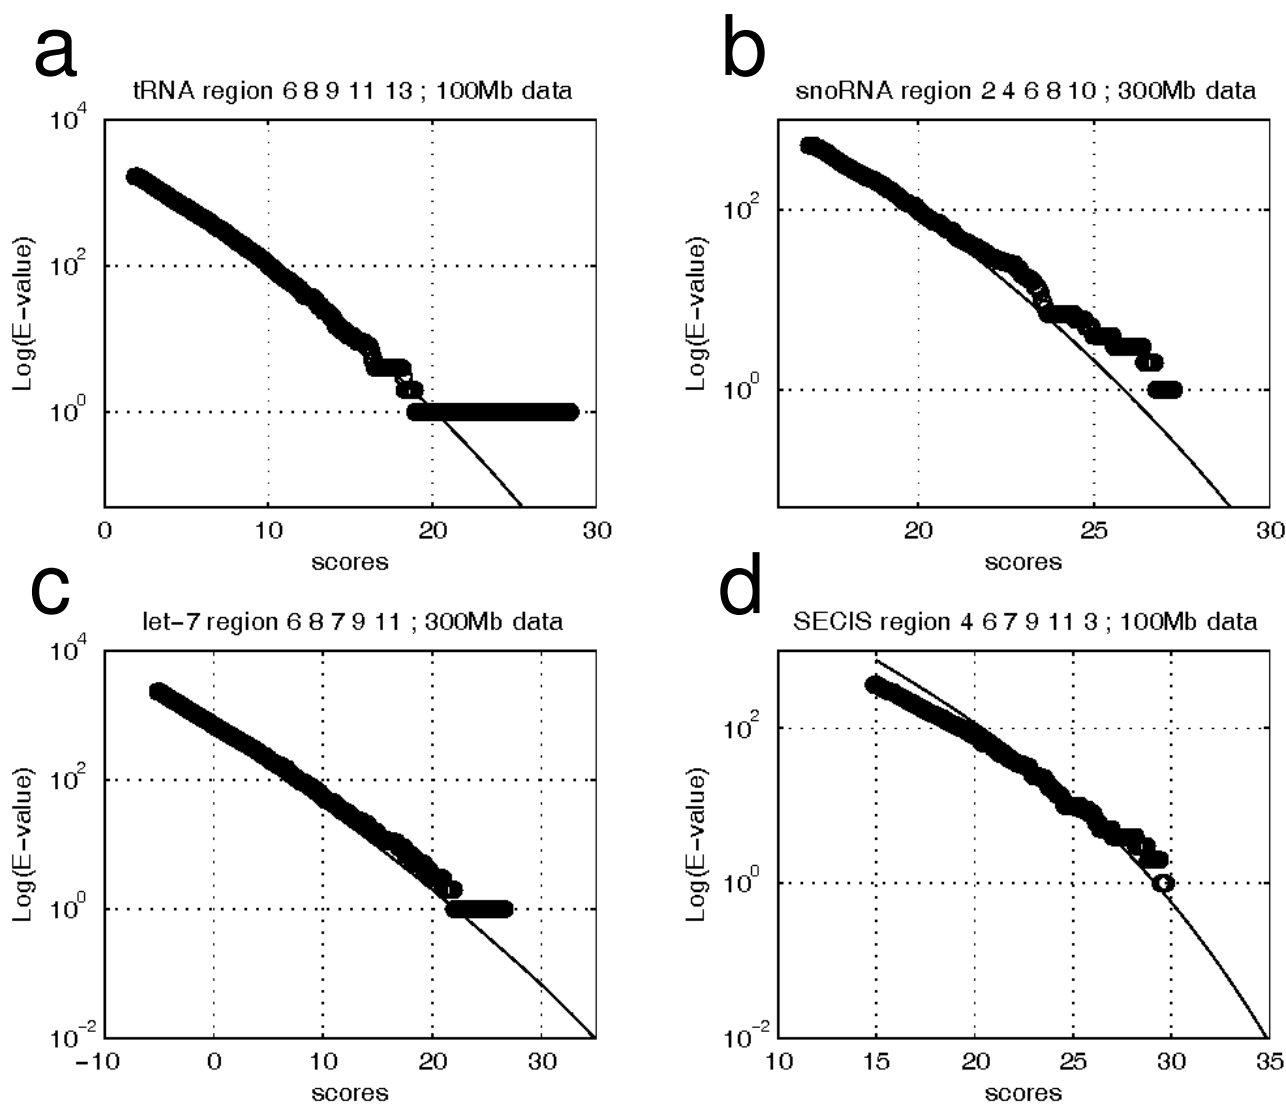 a
tRNA region 6 8 9 11 13 ; 100Mb data
Log(E−value)
10^4
10^2
10^0
0 10 20 30
scores
b
snoRNA region 2 4 6 8 10 ; 300Mb data
Log(E−value)
10^2
10^0
20 25 30
scores
c
let−7 region 6 8 7 9 11 ; 300Mb data
Log(E−value)
10^4
10^2
10^0
10^−2
−10 0 10 20 30
scores
d
SECIS region 4 6 7 9 11 3 ; 100Mb data
Log(E−value)
10^2
10^0
10^−2
10 15 20 25 30 35
scores